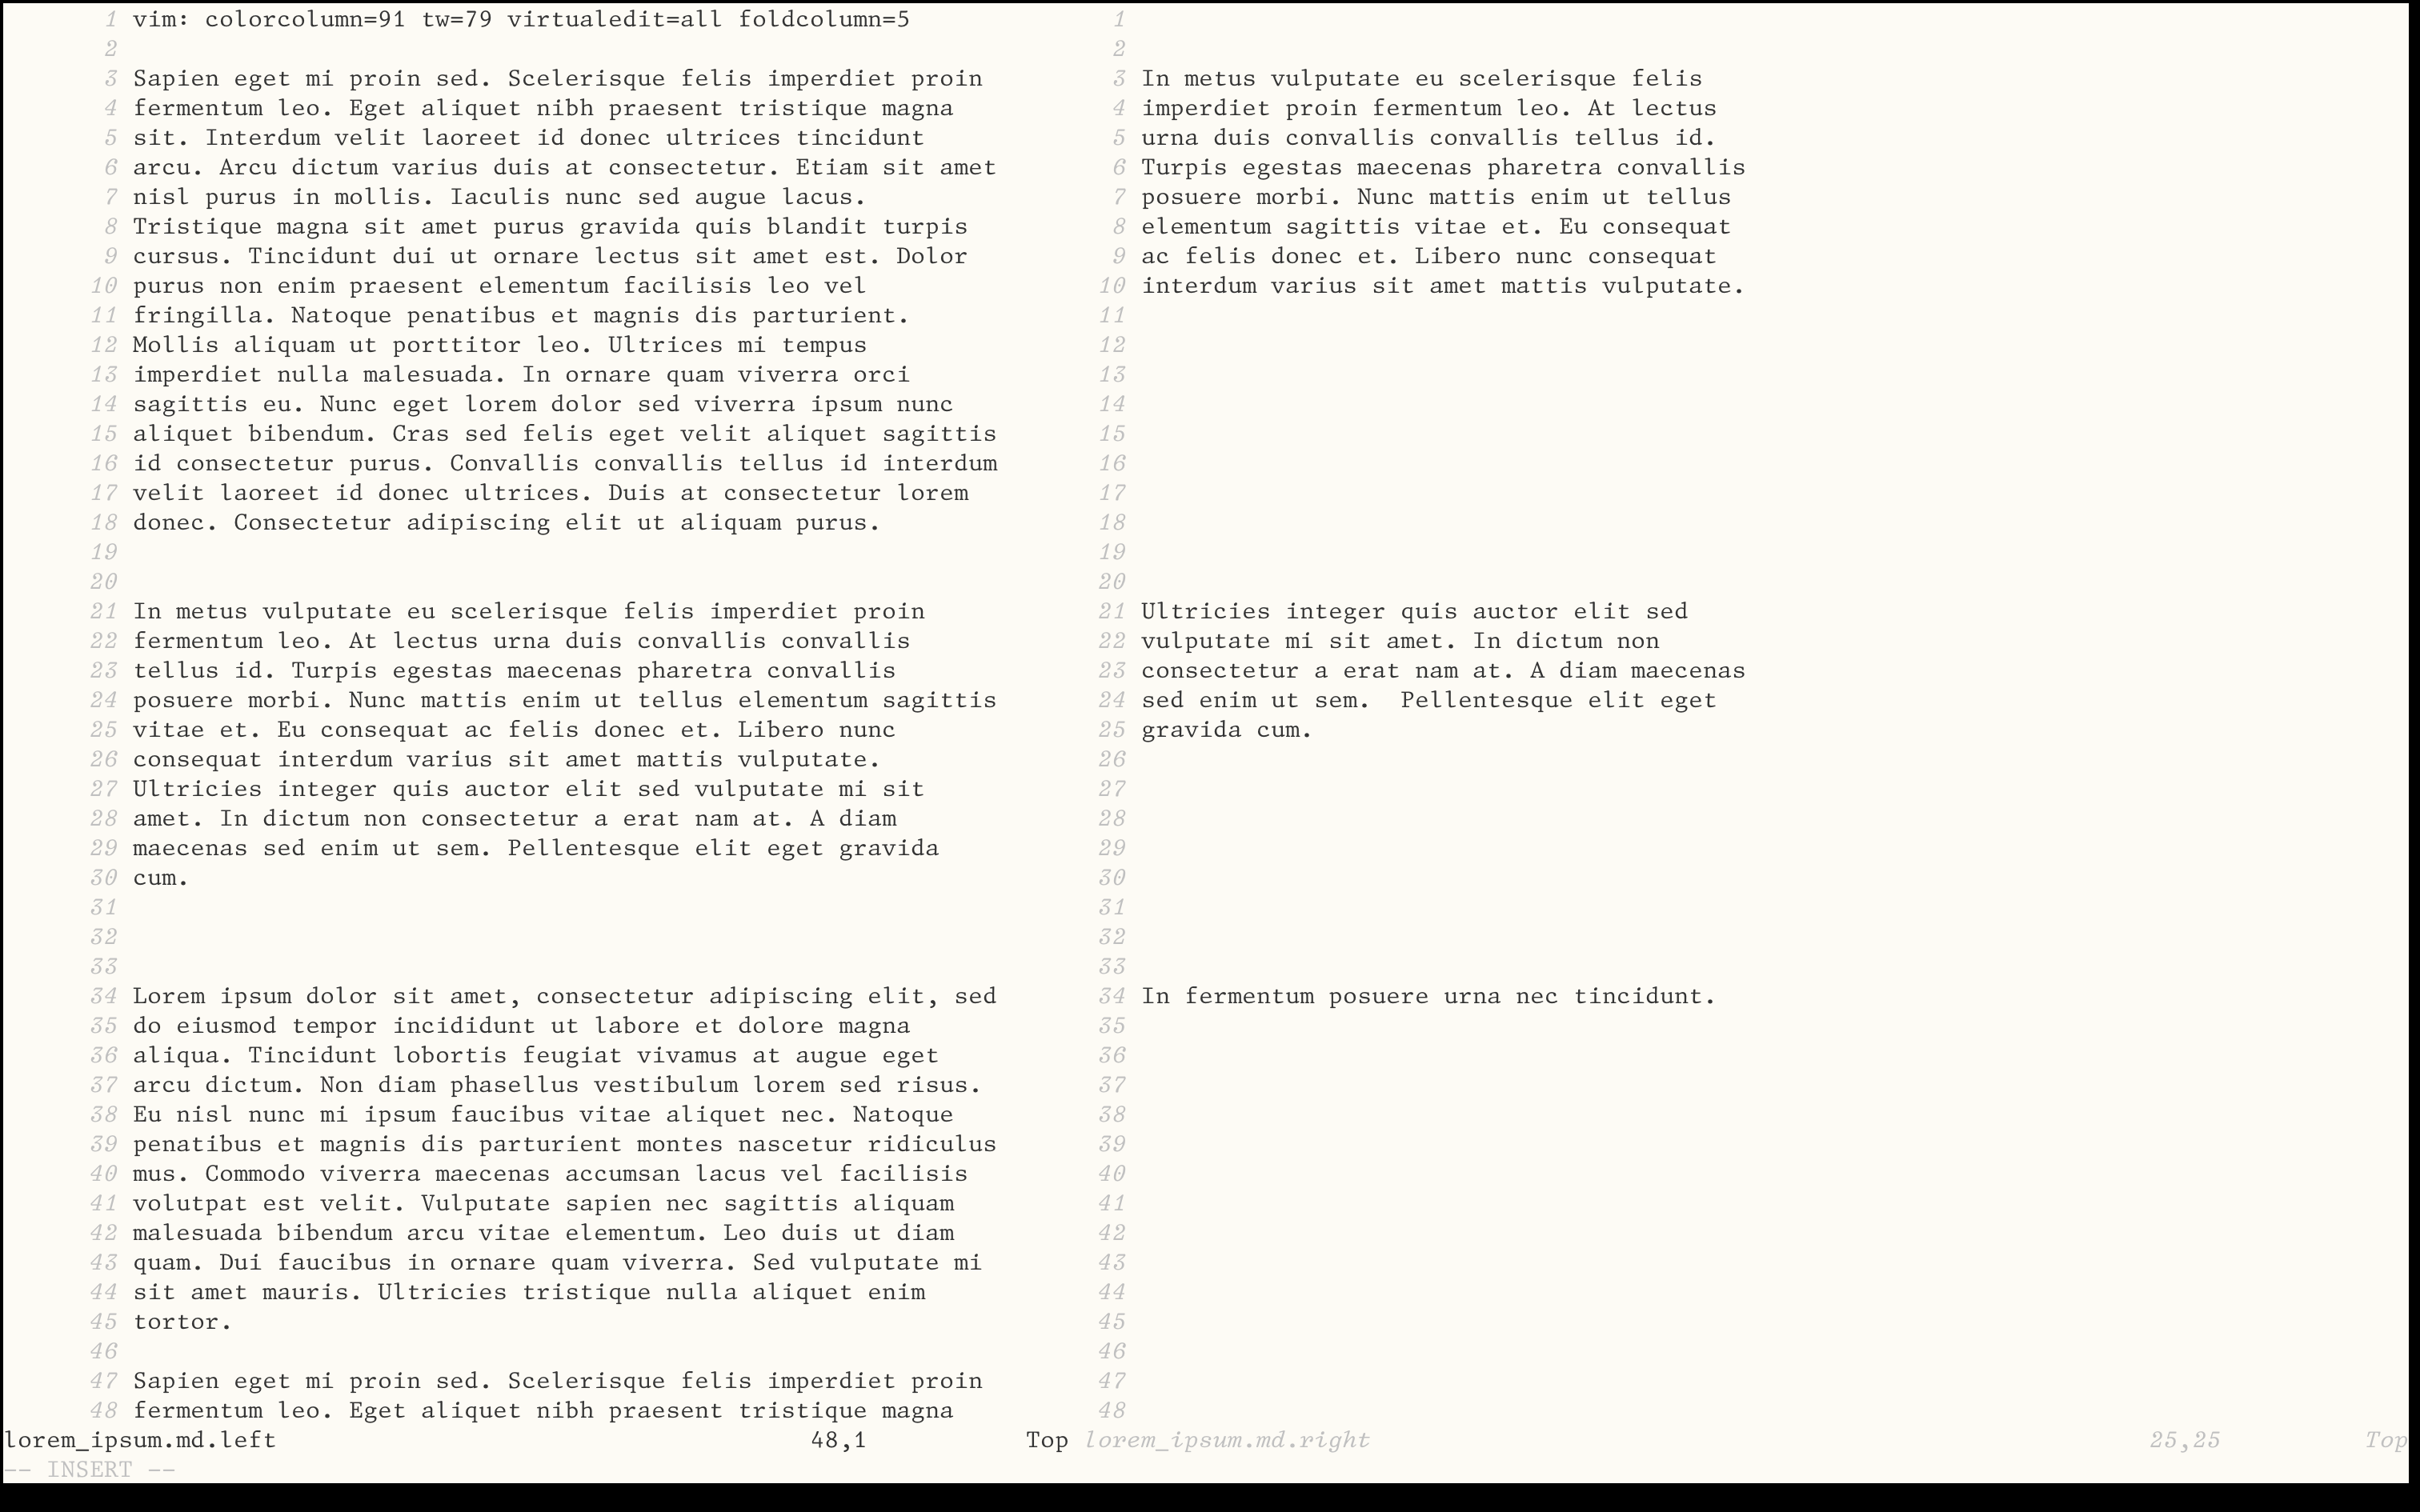 1 vim: colorcolumn=91 tw=79 virtualedit=all foldcolumn=5
2
3 Sapien eget mi proin sed. Scelerisque felis imperdiet proin
4 fermentum leo. Eget aliquet nibh praesent tristique magna
5 sit. Interdum velit laoreet id donec ultrices tincidunt
6 arcu. Arcu dictum varius duis at consectetur. Etiam sit amet
7 nisl purus in mollis. Iaculis nunc sed augue lacus.
8 Tristique magna sit amet purus gravida quis blandit turpis
9 cursus. Tincidunt dui ut ornare lectus sit amet est. Dolor
10 purus non enim praesent elementum facilisis leo vel
11 fringilla. Natoque penatibus et magnis dis parturient.
12 Mollis aliquam ut porttitor leo. Ultrices mi tempus
13 imperdiet nulla malesuada. In ornare quam viverra orci
14 sagittis eu. Nunc eget lorem dolor sed viverra ipsum nunc
15 aliquet bibendum. Cras sed felis eget velit aliquet sagittis
16 id consectetur purus. Convallis convallis tellus id interdum
17 velit laoreet id donec ultrices. Duis at consectetur lorem
18 donec. Consectetur adipiscing elit ut aliquam purus.
19
20
21 In metus vulputate eu scelerisque felis imperdiet proin
22 fermentum leo. At lectus urna duis convallis convallis
23 tellus id. Turpis egestas maecenas pharetra convallis
24 posuere morbi. Nunc mattis enim ut tellus elementum sagittis
25 vitae et. Eu consequat ac felis donec et. Libero nunc
26 consequat interdum varius sit amet mattis vulputate.
27 Ultricies integer quis auctor elit sed vulputate mi sit
28 amet. In dictum non consectetur a erat nam at. A diam
29 maecenas sed enim ut sem. Pellentesque elit eget gravida
30 cum.
31
32
33
34 Lorem ipsum dolor sit amet, consectetur adipiscing elit, sed
35 do eiusmod tempor incididunt ut labore et dolore magna
36 aliqua. Tincidunt lobortis feugiat vivamus at augue eget
37 arcu dictum. Non diam phasellus vestibulum lorem sed risus.
38 Eu nisl nunc mi ipsum faucibus vitae aliquet nec. Natoque
39 penatibus et magnis dis parturient montes nascetur ridiculus
40 mus. Commodo viverra maecenas accumsan lacus vel facilisis
41 volutpat est velit. Vulputate sapien nec sagittis aliquam
42 malesuada bibendum arcu vitae elementum. Leo duis ut diam
43 quam. Dui faucibus in ornare quam viverra. Sed vulputate mi
44 sit amet mauris. Ultricies tristique nulla aliquet enim
45 tortor.
46
47 Sapien eget mi proin sed. Scelerisque felis imperdiet proin
48 fermentum leo. Eget aliquet nibh praesent tristique magna
lorem_ipsum.md.left 48,1 Top
1
2
3 In metus vulputate eu scelerisque felis
4 imperdiet proin fermentum leo. At lectus
5 urna duis convallis convallis tellus id.
6 Turpis egestas maecenas pharetra convallis
7 posuere morbi. Nunc mattis enim ut tellus
8 elementum sagittis vitae et. Eu consequat
9 ac felis donec et. Libero nunc consequat
10 interdum varius sit amet mattis vulputate.
11
12
13
14
15
16
17
18
19
20
21 Ultricies integer quis auctor elit sed
22 vulputate mi sit amet. In dictum non
23 consectetur a erat nam at. A diam maecenas
24 sed enim ut sem.  Pellentesque elit eget
25 gravida cum.
26
27
28
29
30
31
32
33
34 In fermentum posuere urna nec tincidunt.
35
36
37
38
39
40
41
42
43
44
45
46
47
48
lorem_ipsum.md.right 25,25 Top
-- INSERT --